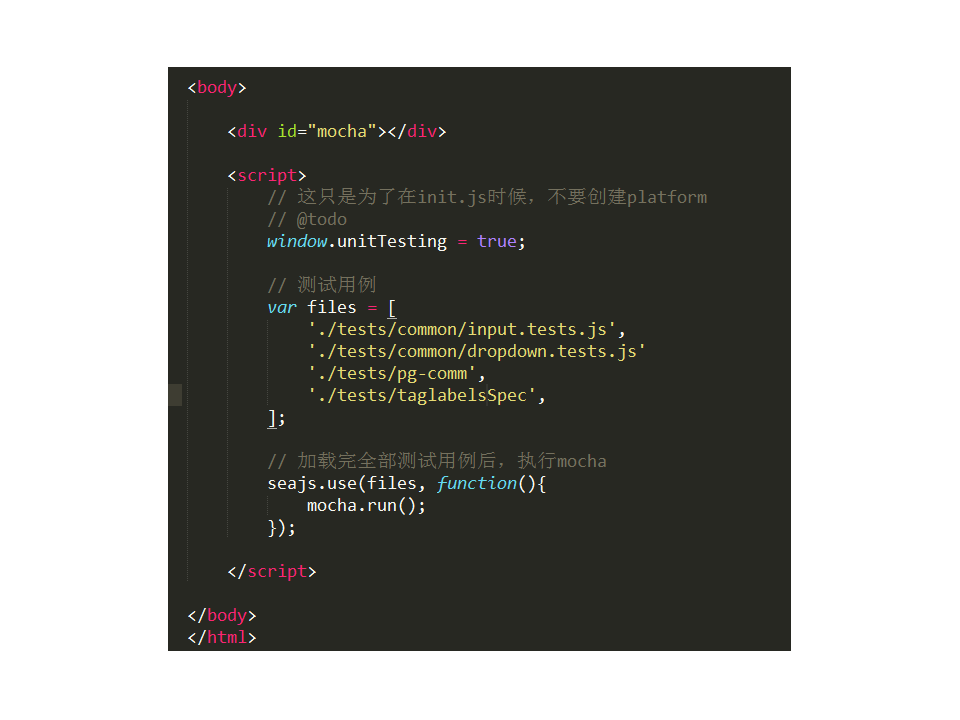 <body>
<div id="mocha"></div>
<script>
// 这只是为了在init.js时候，不要创建platform
// @todo
window.unitTesting = true;
// 测试用例
var files = [
'./tests/common/input.tests.js',
'./tests/common/dropdown.tests.js'
'./tests/pg-comm',
'./tests/taglabelsSpec',
];
// 加载完全部测试用例后，执行mocha
seajs.use(files, function(){
mocha.run();
});
</script>
</body>
</html>